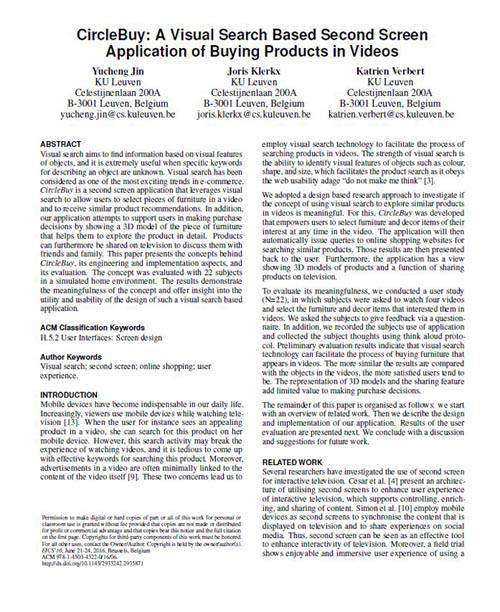 CircleBuy: A Visual Search Based Second Screen
Application of Buying Products in Videos
Yucheng Jin
KU Leuven
Celestijnenlaan 200A
B-3001 Leuven, Belgium
yucheng.jin@cs.kuleuven.be
Joris Klerkx
KU Leuven
Celestijnenlaan 200A
B-3001 Leuven, Belgium
joris.klerkx@cs.kuleuven.be
Katrien Verbert
KU Leuven
Celestijnenlaan 200A
B-3001 Leuven, Belgium
katrien.verbert@cs.kuleuven.be
ABSTRACT
Visual search aims to find information based on visual features
of objects, and it is extremely useful when specific keywords
for describing an object are unknown. Visual search has been
considered as one of the most exciting trends in e-commerce.
CircleBuy is a second screen application that leverages visual
search to allow users to select pieces of furniture in a video
and to receive similar product recommendations. In addition,
our application attempts to support users in making purchase
decisions by showing a 3D model of the piece of furniture
that helps them to explore the product in detail. Products
can furthermore be shared on television to discuss them with
friends and family. This paper presents the concepts behind
CircleBuy, its engineering and implementation aspects, and
its evaluation. The concept was evaluated with 22 subjects
in a simulated home environment. The results demonstrate
the meaningfulness of the concept and offer insight into the
utility and usability of the design of such a visual search based
application.
ACM Classification Keywords
H.5.2 User Interfaces: Screen design
Author Keywords
Visual search; second screen; online shopping; user
experience.
INTRODUCTION
Mobile devices have become indispensable in our daily life.
Increasingly, viewers use mobile devices while watching tele-
vision [13]. When the user for instance sees an appealing
product in a video, she can search for this product on her
mobile device. However, this search activity may break the
experience of watching videos, and it is tedious to come up
with effective keywords for searching this product. Moreover,
advertisements in a video are often minimally linked to the
content of the video itself [9]. These two concerns lead us to
Permission to make digital or hard copies of part or all of this work for personal or
classroom use is granted without fee provided that copies are not made or distributed
for profit or commercial advantage and that copies bear this notice and the full citation
on the first page. Copyrights for third-party components of this work must be honored.
For all other uses, contact the Owner/Author. Copyright is held by the owner/author(s).
EICS'16, June 21-24, 2016, Brussels, Belgium
ACM 978-1-4503-4322-0/16/06.
http://dx.doi.org/10.1145/2933242.2935871
employ visual search technology to facilitate the process of
searching products in videos. The strength of visual search is
the ability to identify visual features of objects such as colour,
shape, and size, which facilitates the product search as it obeys
the web usability adage "do not make me think" [3].
We adopted a design based research approach to investigate if
the concept of using visual search to explore similar products
in videos is meaningful. For this, CircleBuy was developed
that empowers users to select furniture and decor items of their
interest at any time in the video. The application will then
automatically issue queries to online shopping websites for
searching similar products. Those results are then presented
back to the user. Furthermore, the application has a view
showing 3D models of products and a function of sharing
products on television.
To evaluate its meaningfulness, we conducted a user study
(N=22), in which subjects were asked to watch four videos
and select the furniture and decor items that interested them in
videos. We asked the subjects to give feedback via a question-
naire. In addition, we recorded the subjects use of application
and collected the subject thoughts using think aloud proto-
col. Preliminary evaluation results indicate that visual search
technology can facilitate the process of buying furniture that
appears in videos. The more similar the results are compared
with the objects in the videos, the more satisfied users tend to
be. The representation of 3D models and the sharing feature
add limited value to making purchase decisions.
The remainder of this paper is organised as follows: we start
with an overview of related work. Then we describe the design
and implementation of our application. Results of the user
evaluation are presented next. We conclude with a discussion
and suggestions for future work.
RELATED WORK
Several researchers have investigated the use of second screen
for interactive television. Cesar et al. [4] present an architec-
ture of utilising second screens to enhance user experience
of interactive television, which supports controlling, enrich-
ing, and sharing of content. Simon et al. [10] employ mobile
devices as second screens to synchronise the content that is
displayed on television and to share experiences on social
media. Thus, second screen can be seen as an effective tool
to enhance interactivity of television. Moreover, a field trial
shows enjoyable and immersive user experience of using a